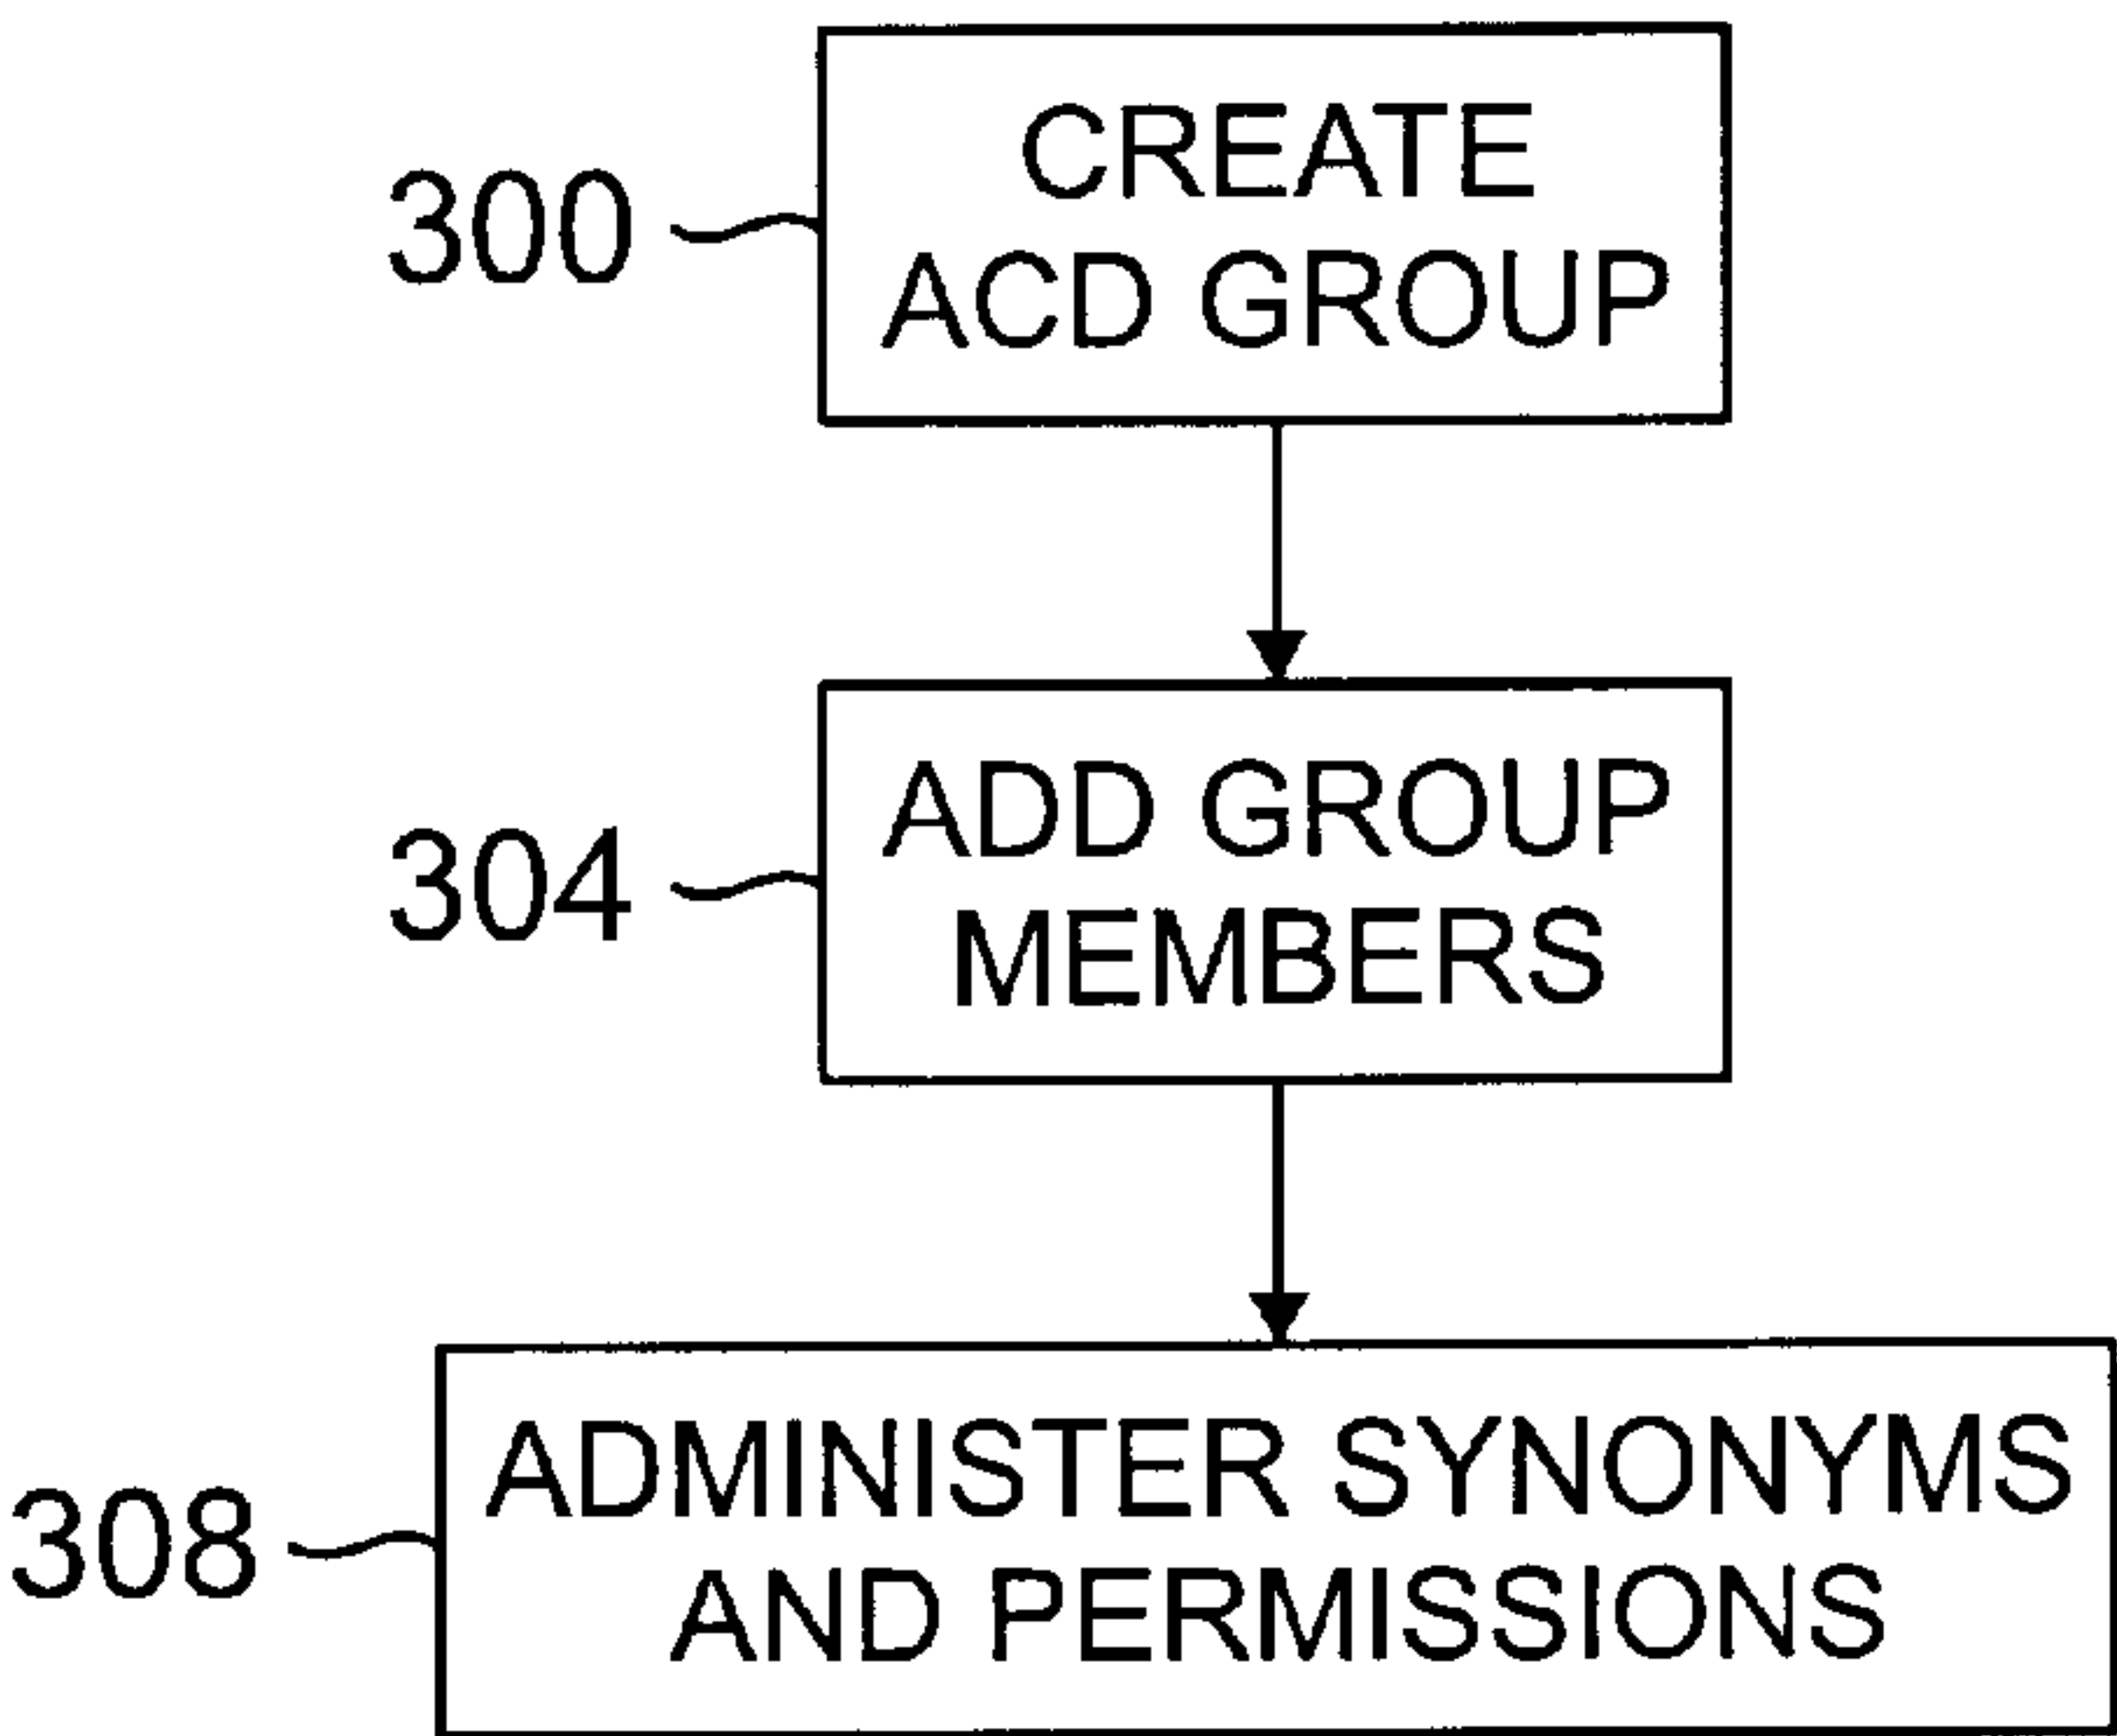 300
CREATE
ACD GROUP
304
ADD GROUP
MEMBERS
308
ADMINISTER SYNONYMS
AND PERMISSIONS